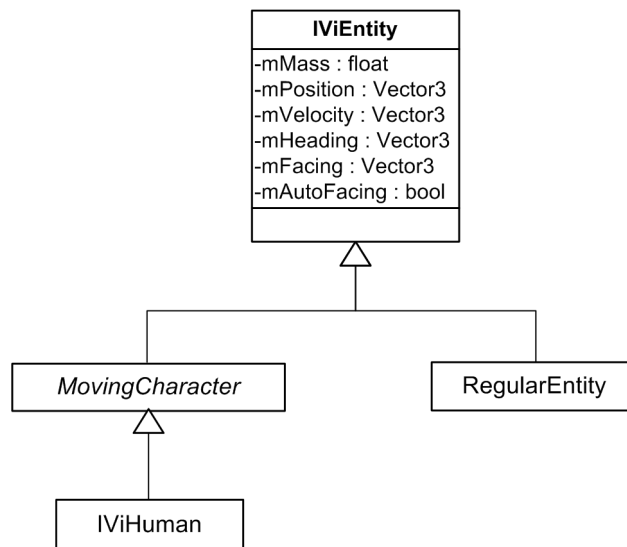 IViEntity
-mMass : float
-mPosition : Vector3
-mVelocity : Vector3
-mHeading : Vector3
-mFacing : Vector3
-mAutoFacing : bool
MovingCharacter
RegularEntity
IViHuman